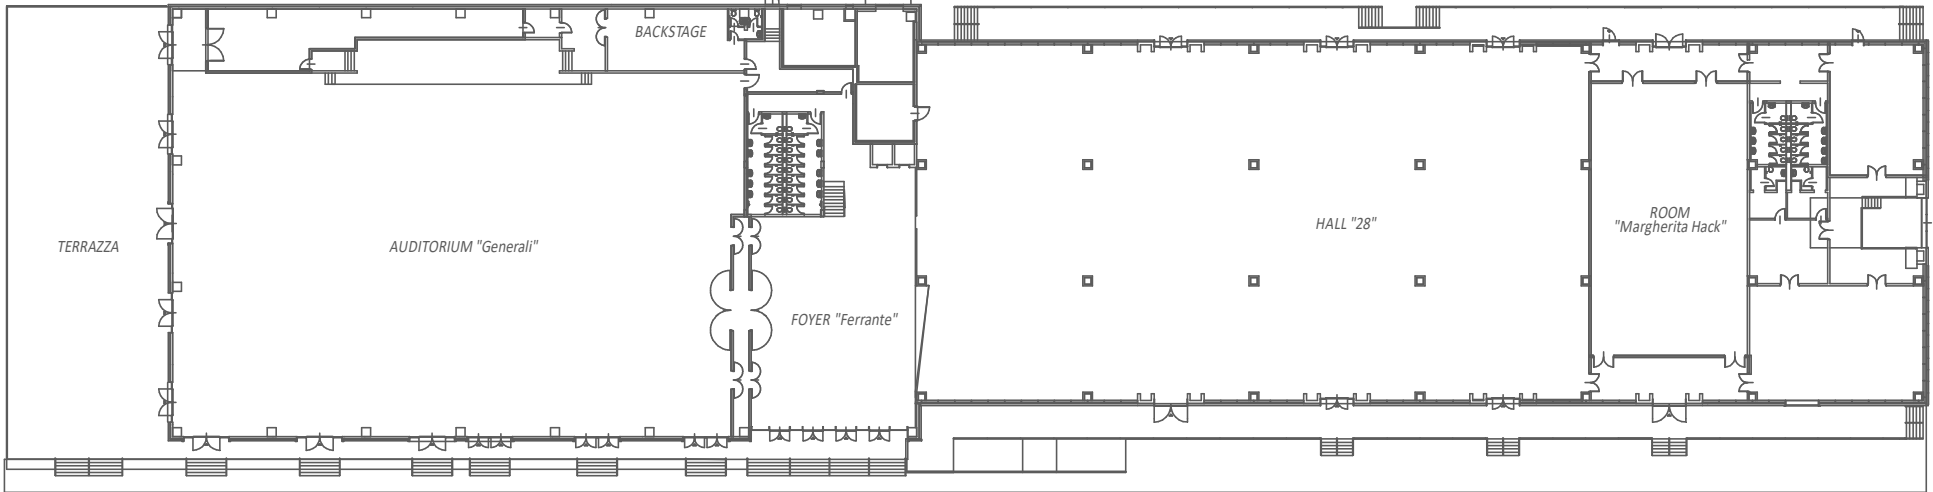 BACKSTAGE
TERRAZZA
AUDITORIUM "Generali"
FOYER "Ferrante"
HALL "28"
ROOM
"Margherita Hack"